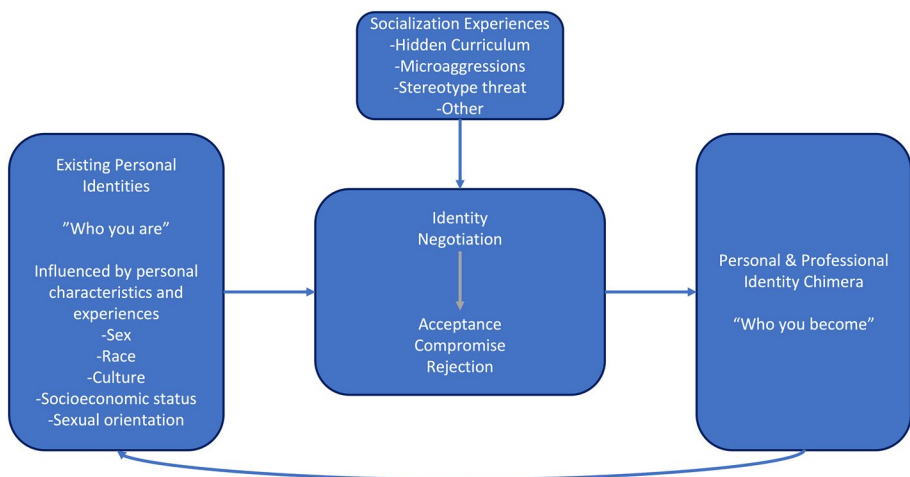 Socialization Experiences
-Hidden Curriculum
-Microaggressions
-Stereotype threat
-Other
Existing Personal
Identities
”Who you are”
Influenced by personal
characteristics and
experiences
-Sex
-Race
-Culture
-Socioeconomic status
-Sexual orientation
Identity
Negotiation
Acceptance
Compromise
Rejection
Personal & Professional
Identity Chimera
“Who you become”